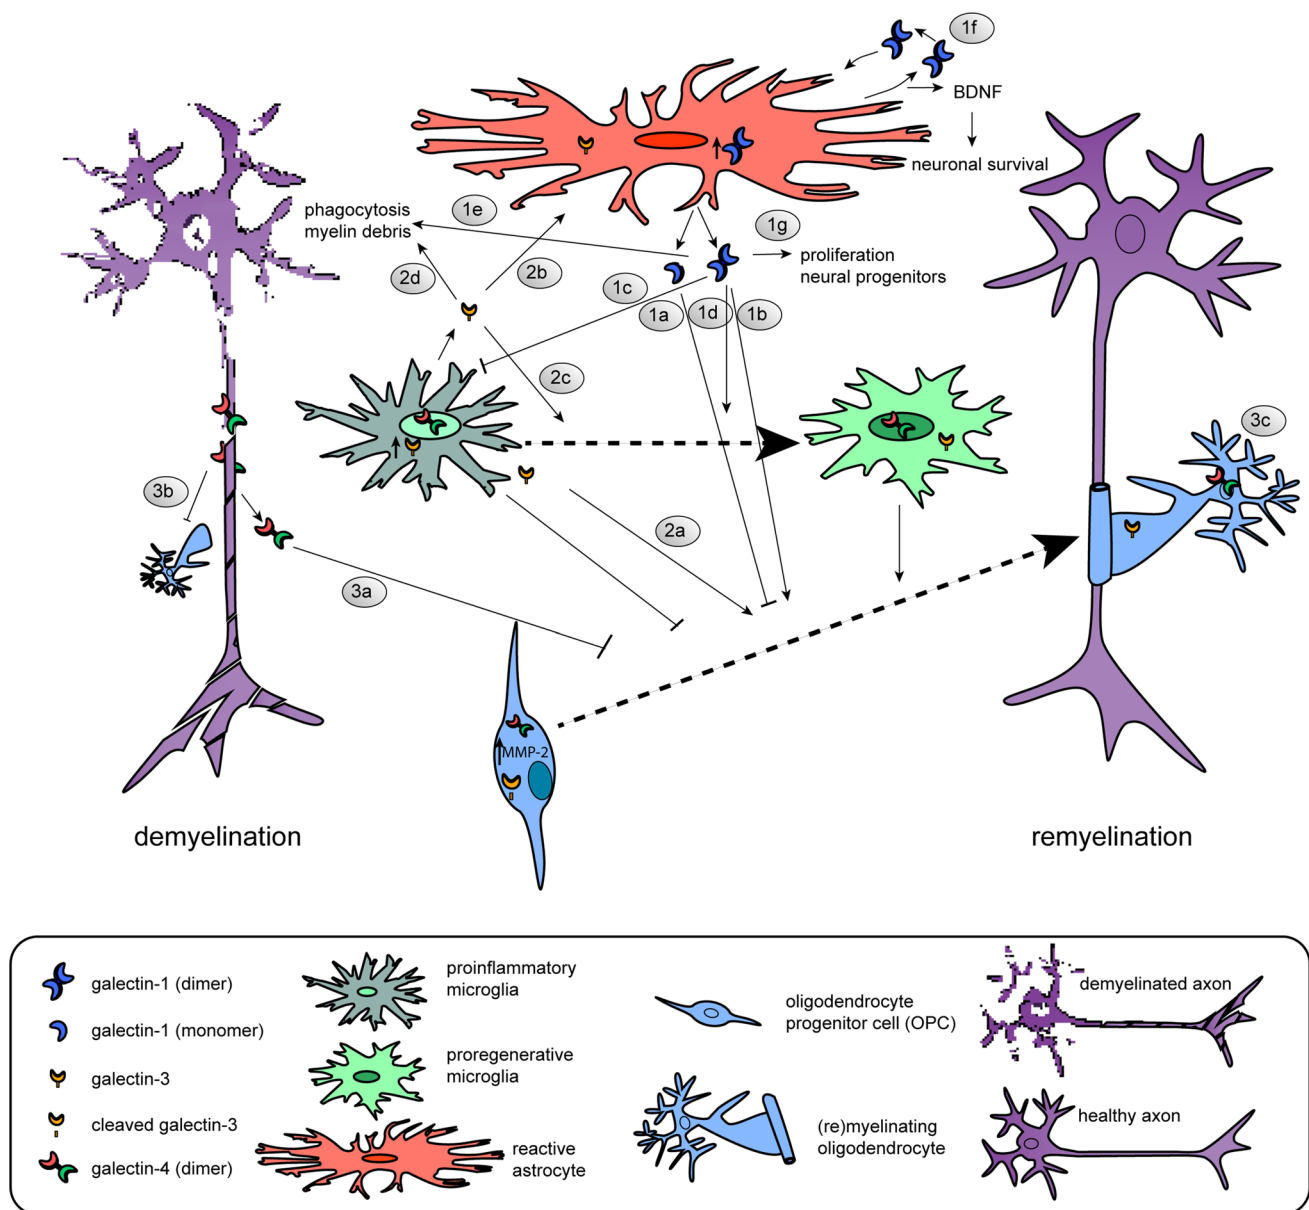 1f
BDNF
neuronal survival
1e
phagocytosis
myelin debris
1g
proliferation
neural progenitors
2d
2b
1c
1a
1d
1b
2c
3c
3b
2a
3a
MMP-2
demyelination
remyelination
galectin-1 (dimer)
galectin-1 (monomer)
galectin-3
cleaved galectin-3
galectin-4 (dimer)
proinflammatory
microglia
proregenerative
microglia
reactive
astrocyte
oligodendrocyte
progenitor cell (OPC)
(re)myelinating
oligodendrocyte
demyelinated axon
healthy axon